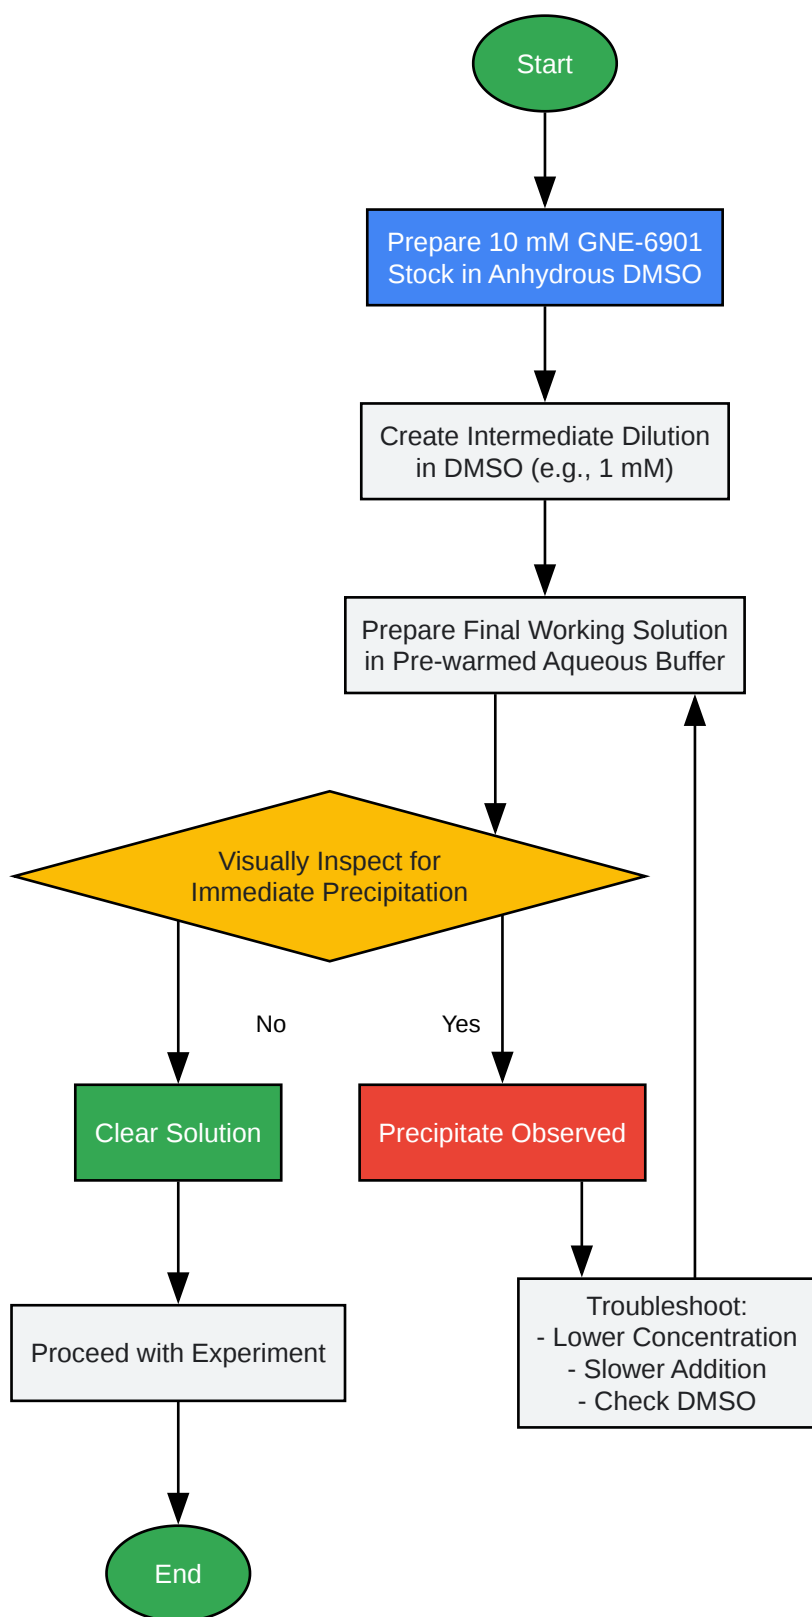 Start
Prepare 10 mM GNE-6901
Stock in Anhydrous DMSO
Create Intermediate Dilution
in DMSO (e.g., 1 mM)
Prepare Final Working Solution
in Pre-warmed Aqueous Buffer
Visually Inspect for
Immediate Precipitation
No
Yes
Clear Solution
Precipitate Observed
Troubleshoot:
- Lower Concentration
- Slower Addition
- Check DMSO
Proceed with Experiment
End